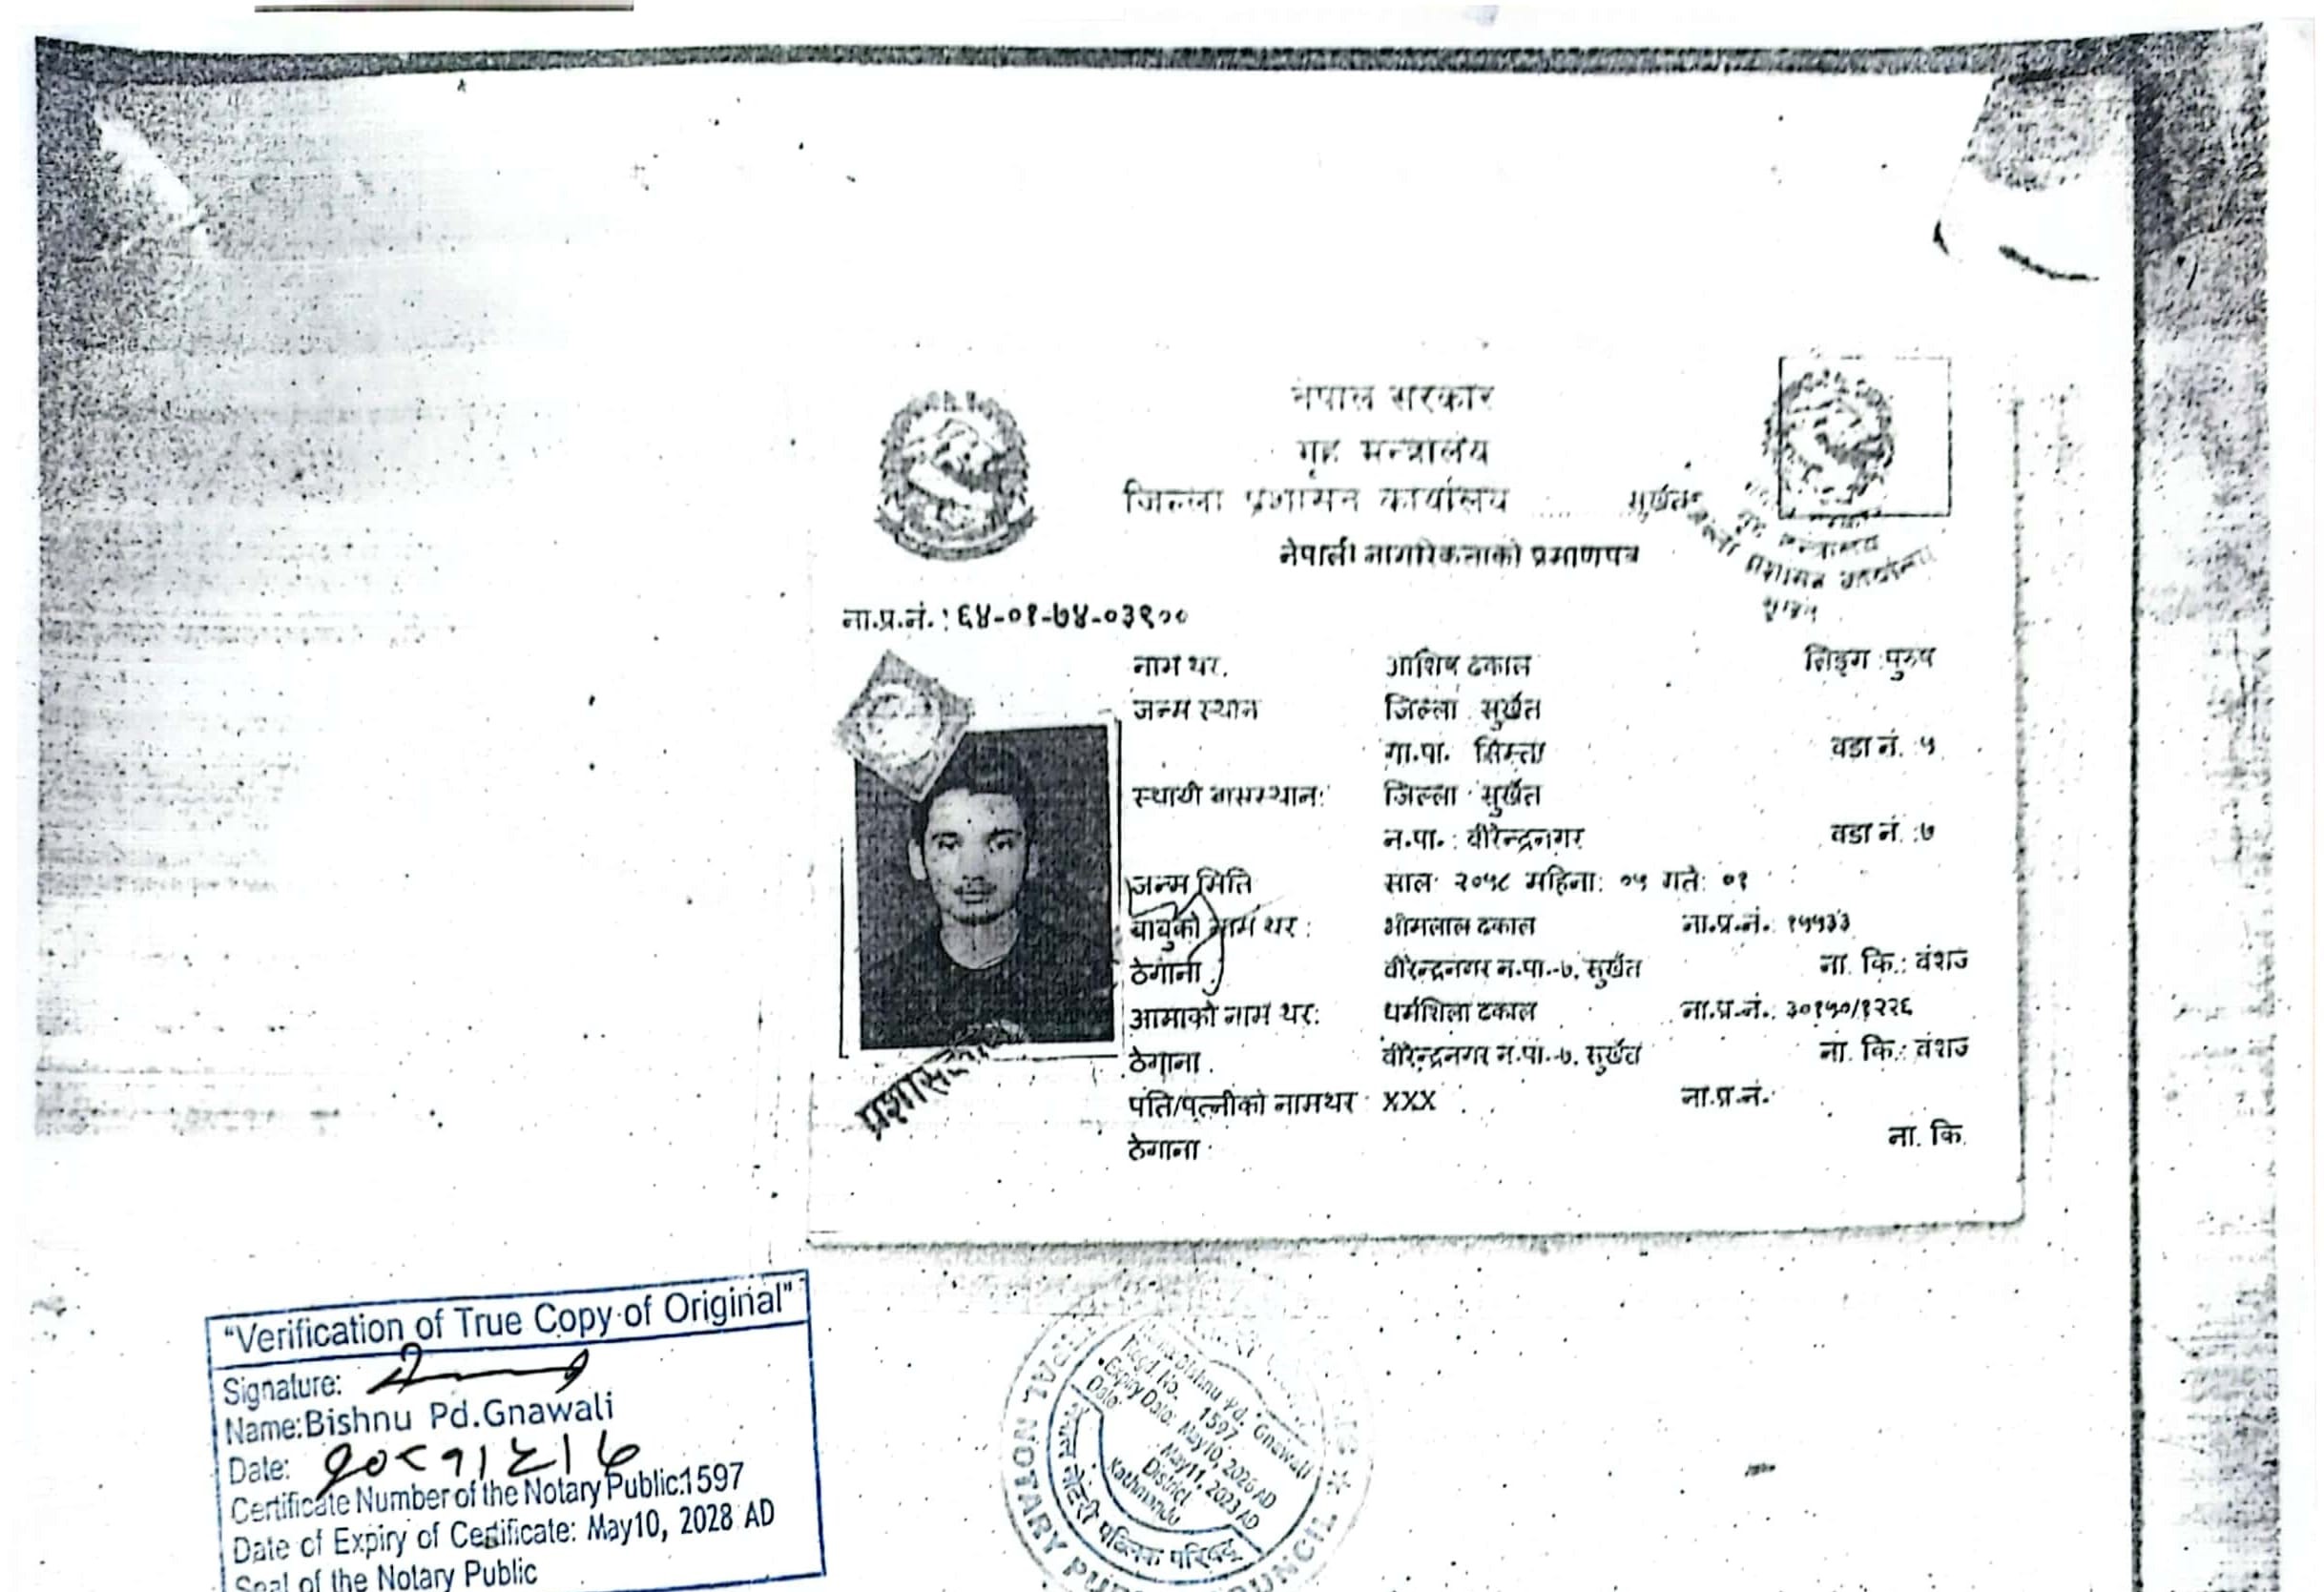 नेपाल सरकार
गृह मन्त्रालय
जिल्ला प्रशासन कार्यालय ..... सुर्खेत
नेपाली नागरिकताको प्रमाणपत्र
गृह मन्त्रालय
जिल्ला प्रशासन कार्यालय
सुर्खेत
ना.प्र.नं.: ६४-०१-७४-०३९००
नाम थर. आशिष ढकाल लिङ्ग :पुरुष
जन्म स्थान जिल्ला सुर्खेत
गा.पा. सिम्ता वडा नं. :५
स्थायी बासस्थान: जिल्ला : सुर्खेत
न.पा. : वीरेन्द्रनगर वडा नं. :७
जन्म मिति साल: २०५८ महिना: ०५ गते: ०१
बाबुको नाम थर : भीमलाल ढकाल ना.प्र.नं.: १५५३३
ठेगाना : वीरेन्द्रनगर न.पा.-७, सुर्खेत ना. कि.: वंशज
आमाको नाम थर: धर्मशिला ढकाल ना.प्र.नं.: ३०१५०/१२२६
ठेगाना . वीरेन्द्रनगर न.पा.-७, सुर्खेत ना. कि.: वंशज
पति/पत्नीको नामथर : XXX ना.प्र.नं.
ठेगाना : ना. कि.
प्रशास
"Verification of True Copy of Original"
Signature:
Name:Bishnu Pd.Gnawali
Date: २०८१।६।७
Certificate Number of the Notary Public:1597
Date of Expiry of Certificate: May10, 2028 AD
Seal of the Notary Public
NOTARY PUBLIC COUNCIL
Bishnu Pd. Gnawali
Regd. No. 1597
Expiry Date: May10, 2028 AD
Date: May11, 2023 AD
District
Kathmandu
नेपाल नोटरी पब्लिक परिषद्